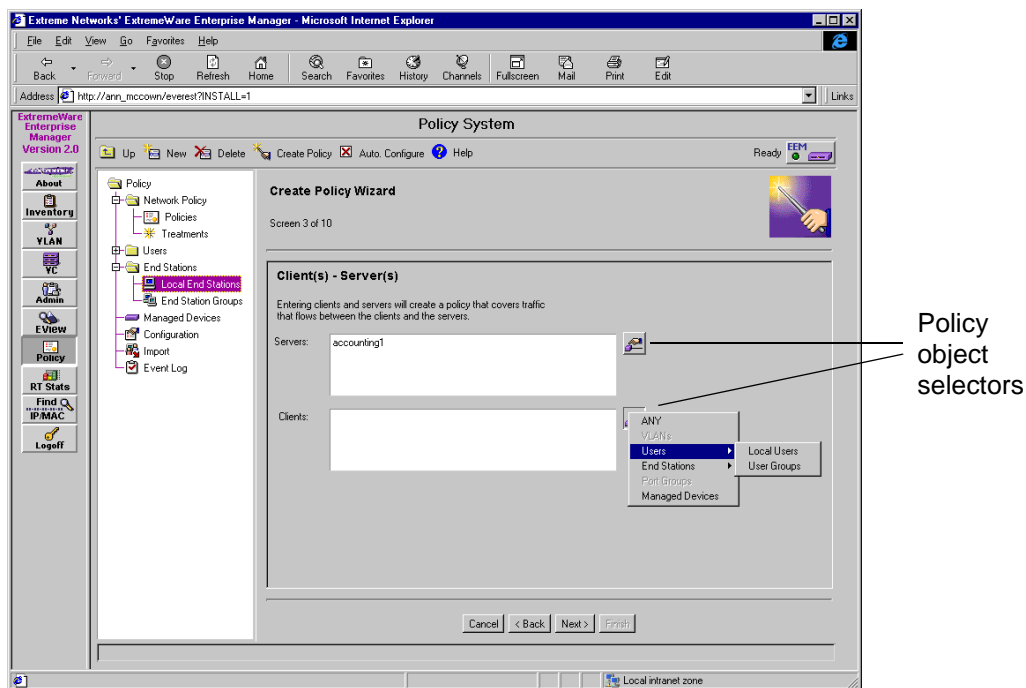 Extreme Networks' ExtremeWare Enterprise Manager - Microsoft Internet Explorer
File Edit View Go Favorites Help
Back Forward Stop Refresh Home Search Favorites History Channels Fullscreen Mail Print Edit
Address http://ann_mccown/everest?INSTALL=1 Links
ExtremeWare
Enterprise
Manager
Version 2.0
Policy System
Up New Delete Create Policy Auto. Configure Help Ready EEM
About
Inventory
VLAN
VC
Admin
EView
Policy
RT Stats
Find
IP/MAC
Logoff
Policy
Network Policy
Policies
Treatments
Users
End Stations
Local End Stations
End Station Groups
Managed Devices
Configuration
Import
Event Log
Create Policy Wizard
Screen 3 of 10
Client(s) - Server(s)
Entering clients and servers will create a policy that covers traffic
that flows between the clients and the servers.
Servers: accounting1
Clients:
ANY
VLANs
Users
End Stations
Port Groups
Managed Devices
Local Users
User Groups
Cancel < Back Next > Finish
Local intranet zone
Policy
object
selectors